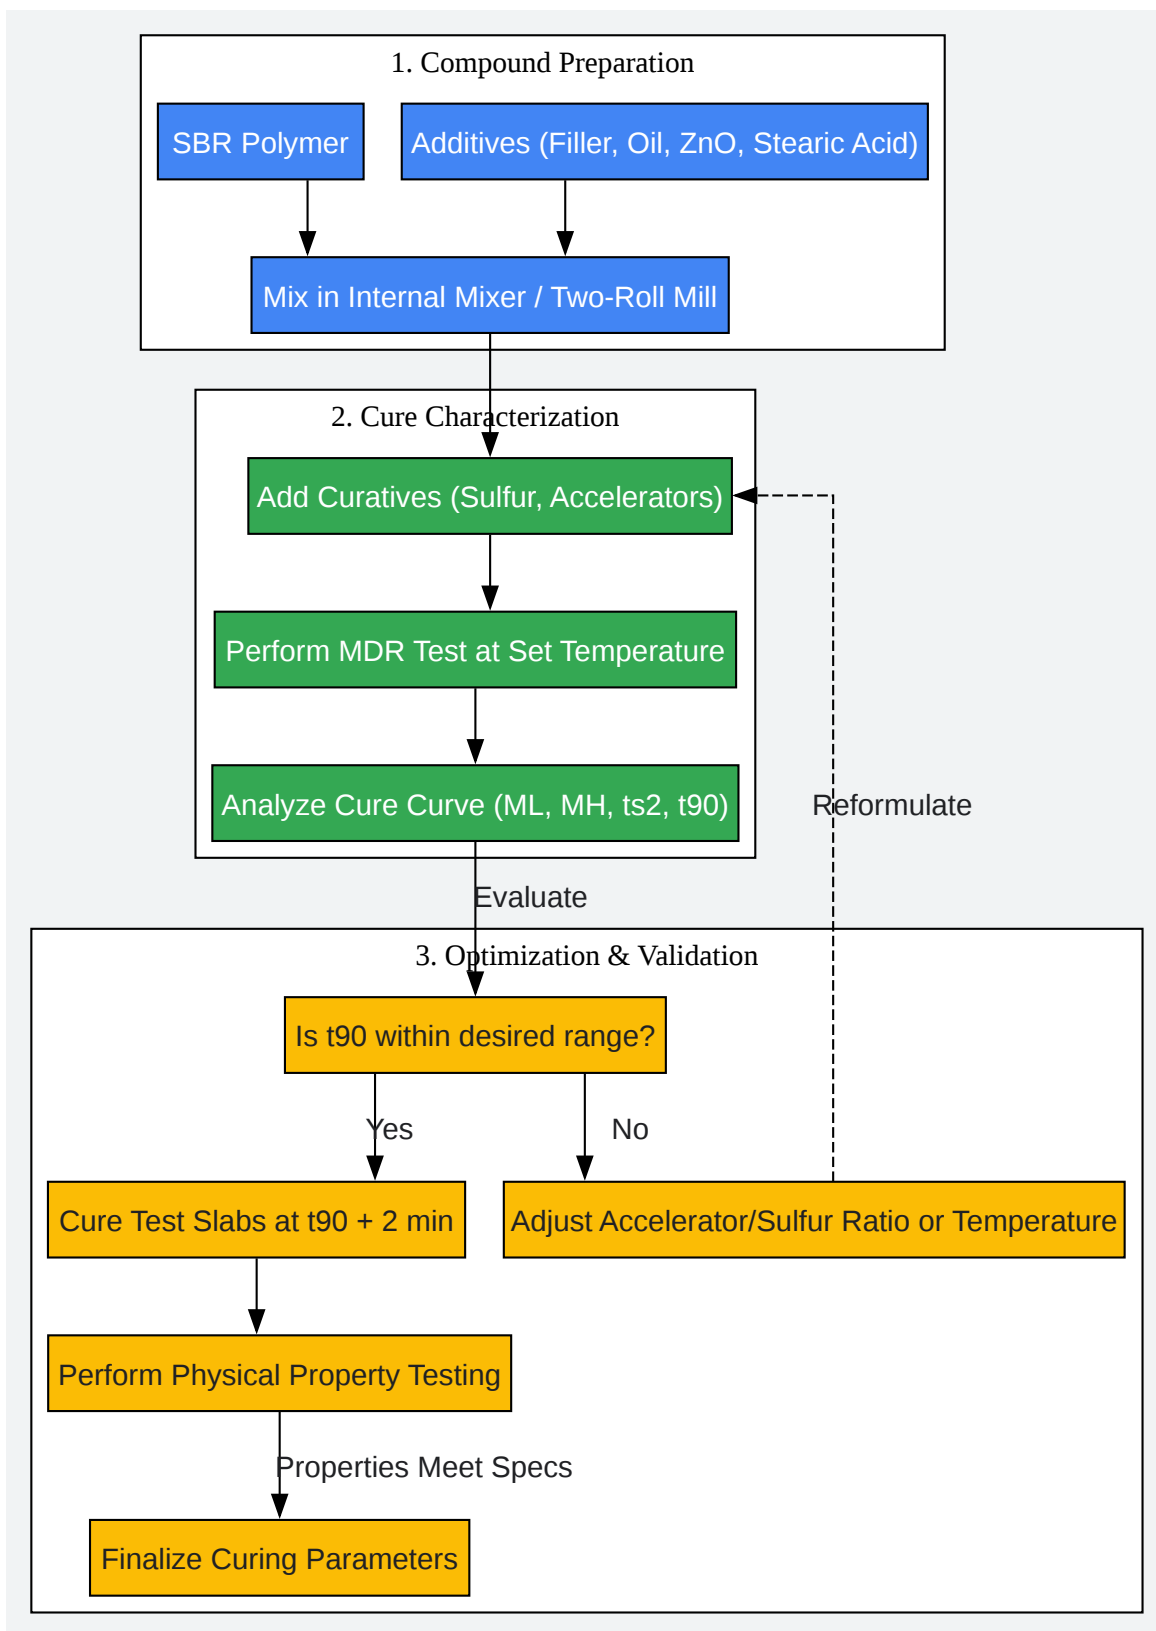 1. Compound Preparation
SBR Polymer
Additives (Filler, Oil, ZnO, Stearic Acid)
Mix in Internal Mixer / Two-Roll Mill
2. Cure Characterization
Add Curatives (Sulfur, Accelerators)
Perform MDR Test at Set Temperature
Analyze Cure Curve (ML, MH, ts2, t90)
Reformulate
Evaluate
3. Optimization & Validation
Is t90 within desired range?
Yes
No
Cure Test Slabs at t90 + 2 min
Adjust Accelerator/Sulfur Ratio or Temperature
Perform Physical Property Testing
Properties Meet Specs
Finalize Curing Parameters